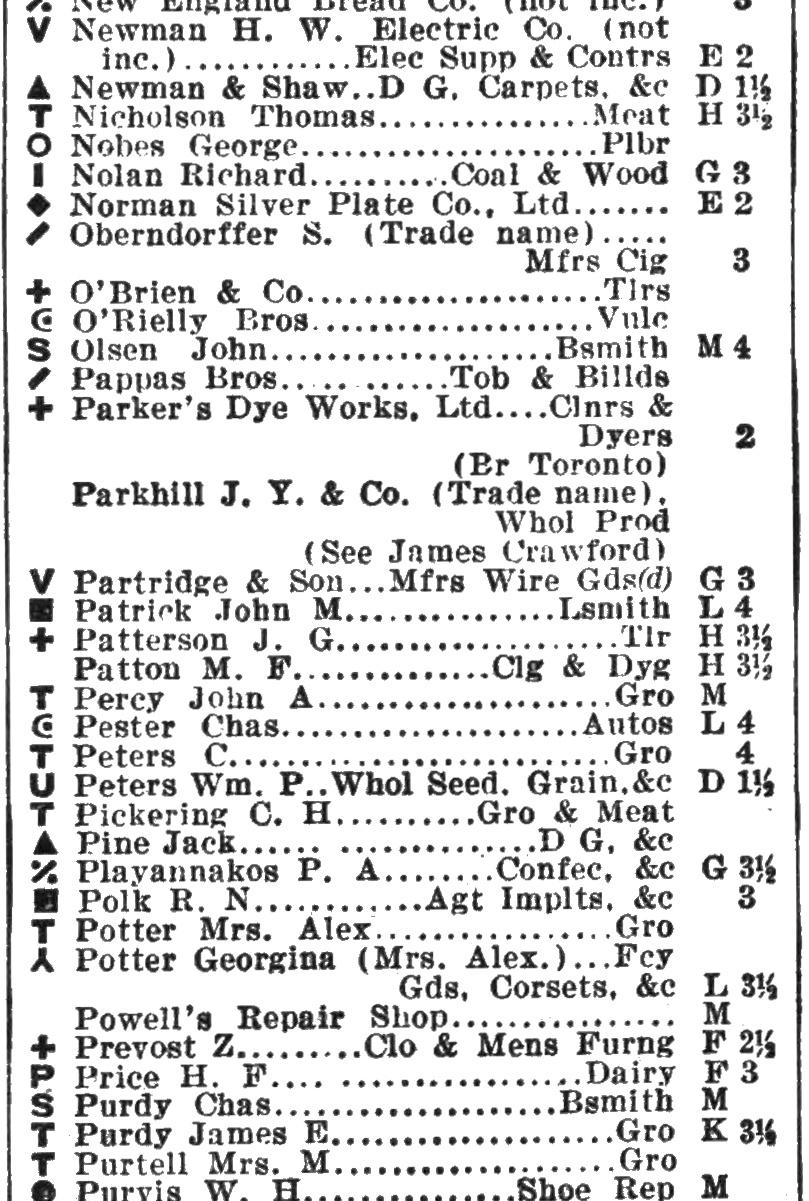 ٪ New England Bread Co. (not inc.) 3
V Newman H. W. Electric Co. (not
inc.)............Elec Supp & Contrs E 2
▲ Newman & Shaw..D G, Carpets, &c D 1½
T Nicholson Thomas...............Meat H 3½
O Nobes George......................Plbr
I Nolan Richard..........Coal & Wood G 3
◆ Norman Silver Plate Co., Ltd....... E 2
/ Oberndorffer S. (Trade name).....
Mfrs Cig 3
+ O'Brien & Co.....................Tlrs
C O'Rielly Bros....................Vulc
S Olsen John....................Bsmith M 4
/ Pappas Bros.... ........Tob & Billds
+ Parker's Dye Works, Ltd....Clnrs &
Dyers 2
(Br Toronto)
Parkhill J. Y. & Co. (Trade name),
Whol Prod
(See James Crawford)
V Partridge & Son...Mfrs Wire Gds(d) G 3
■ Patrick John M...............Lsmith L 4
+ Patterson J. G....................Tlr H 3½
Patton M. F..............Clg & Dyg H 3½
T Percy John A.....................Gro M
C Pester Chas.....................Autos L 4
T Peters C...........................Gro 4
U Peters Wm. P..Whol Seed, Grain,&c D 1½
T Pickering C. H..........Gro & Meat
▲ Pine Jack...... ..............D G, &c
٪ Playannakos P. A........Confec, &c G 3½
■ Polk R. N............Agt Implts, &c 3
T Potter Mrs. Alex.................Gro
⅄ Potter Georgina (Mrs. Alex.)...Fcy
Gds, Corsets, &c L 3½
Powell's Repair Shop................ M
+ Prevost Z.........Clo & Mens Furng F 2½
P Price H. F.... .................Dairy F 3
S Purdy Chas....................Bsmith M
T Purdy James E....................Gro K 3½
T Purtell Mrs. M....................Gro
● Purvis W. H...............Shoe Rep M